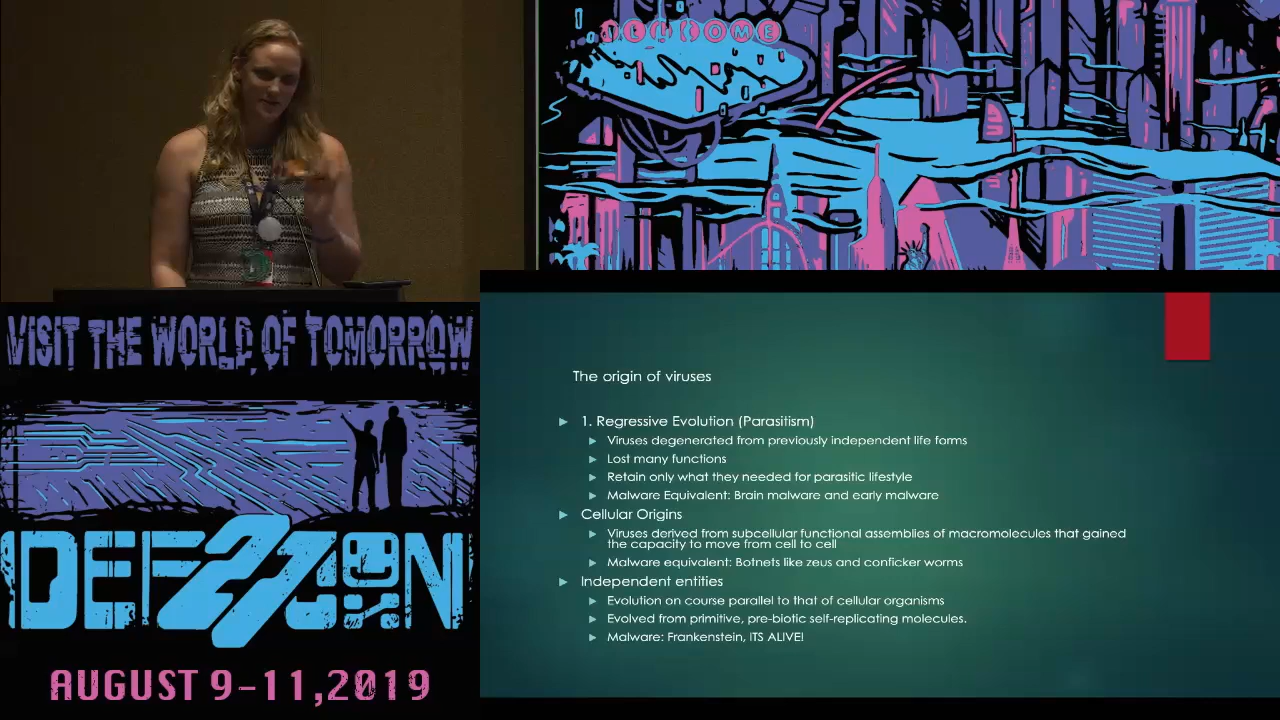 WELCOME
VISIT THE WORLD OF TOMORROW
DEF CON
27
AUGUST 9-11,2019
The origin of viruses
1. Regressive Evolution (Parasitism)
Viruses degenerated from previously independent life forms
Lost many functions
Retain only what they needed for parasitic lifestyle
Malware Equivalent: Brain malware and early malware
Cellular Origins
Viruses derived from subcellular functional assemblies of macromolecules that gained
the capacity to move from cell to cell
Malware equivalent: Botnets like zeus and conficker worms
Independent entities
Evolution on course parallel to that of cellular organisms
Evolved from primitive, pre-biotic self-replicating molecules.
Malware: Frankenstein, ITS ALIVE!